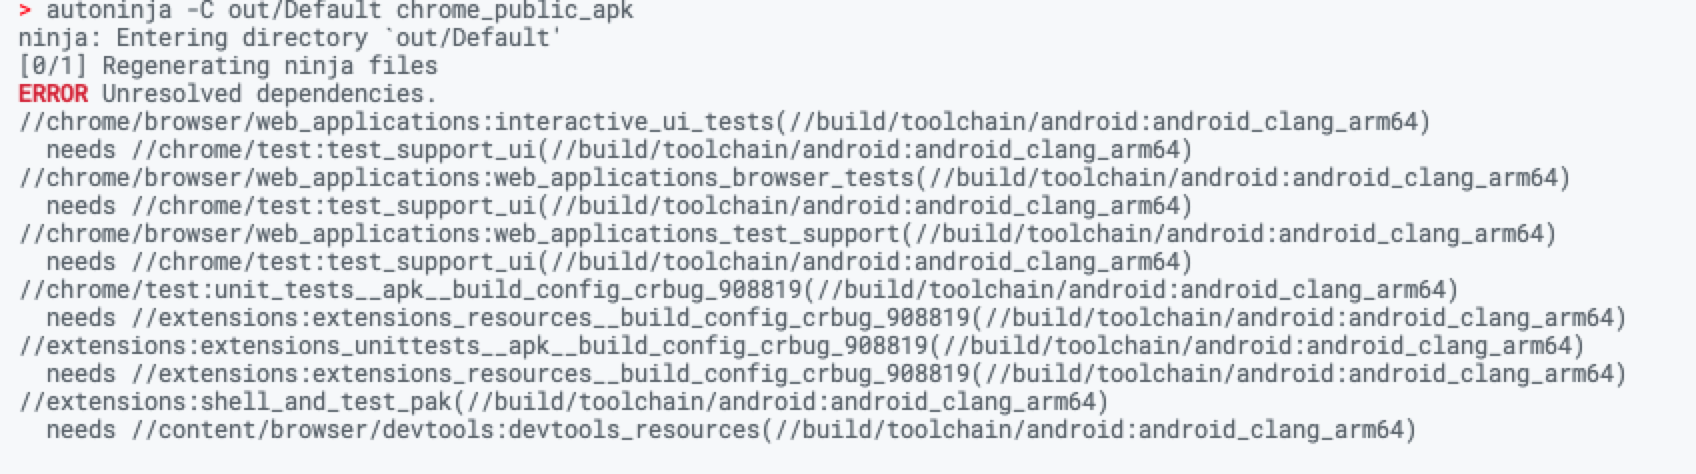 > autoninja -C out/Default chrome_public_apk
ninja: Entering directory `out/Default'
[0/1] Regenerating ninja files
ERROR Unresolved dependencies.
//chrome/browser/web_applications:interactive_ui_tests(//build/toolchain/android:android_clang_arm64)
  needs //chrome/test:test_support_ui(//build/toolchain/android:android_clang_arm64)
//chrome/browser/web_applications:web_applications_browser_tests(//build/toolchain/android:android_clang_arm64)
  needs //chrome/test:test_support_ui(//build/toolchain/android:android_clang_arm64)
//chrome/browser/web_applications:web_applications_test_support(//build/toolchain/android:android_clang_arm64)
  needs //chrome/test:test_support_ui(//build/toolchain/android:android_clang_arm64)
//chrome/test:unit_tests__apk__build_config_crbug_908819(//build/toolchain/android:android_clang_arm64)
  needs //extensions:extensions_resources__build_config_crbug_908819(//build/toolchain/android:android_clang_arm64)
//extensions:extensions_unittests__apk__build_config_crbug_908819(//build/toolchain/android:android_clang_arm64)
  needs //extensions:extensions_resources__build_config_crbug_908819(//build/toolchain/android:android_clang_arm64)
//extensions:shell_and_test_pak(//build/toolchain/android:android_clang_arm64)
  needs //content/browser/devtools:devtools_resources(//build/toolchain/android:android_clang_arm64)